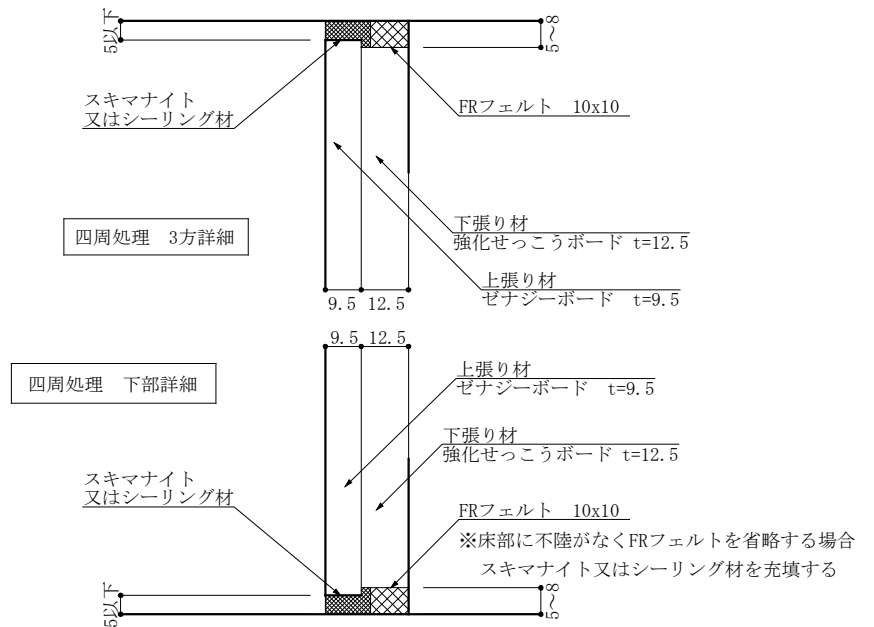 5以下
5～8
スキマナイト
又はシーリング材
FRフェルト　10x10
下張り材
強化せっこうボード t=12.5
四周処理　3方詳細
上張り材
ゼナジーボード　t=9.5
9.5 12.5
9.5 12.5
上張り材
ゼナジーボード　t=9.5
四周処理　下部詳細
下張り材
強化せっこうボード t=12.5
スキマナイト
又はシーリング材
FRフェルト　10x10
※床部に不陸がなくFRフェルトを省略する場合
スキマナイト又はシーリング材を充填する
5以下
5～8